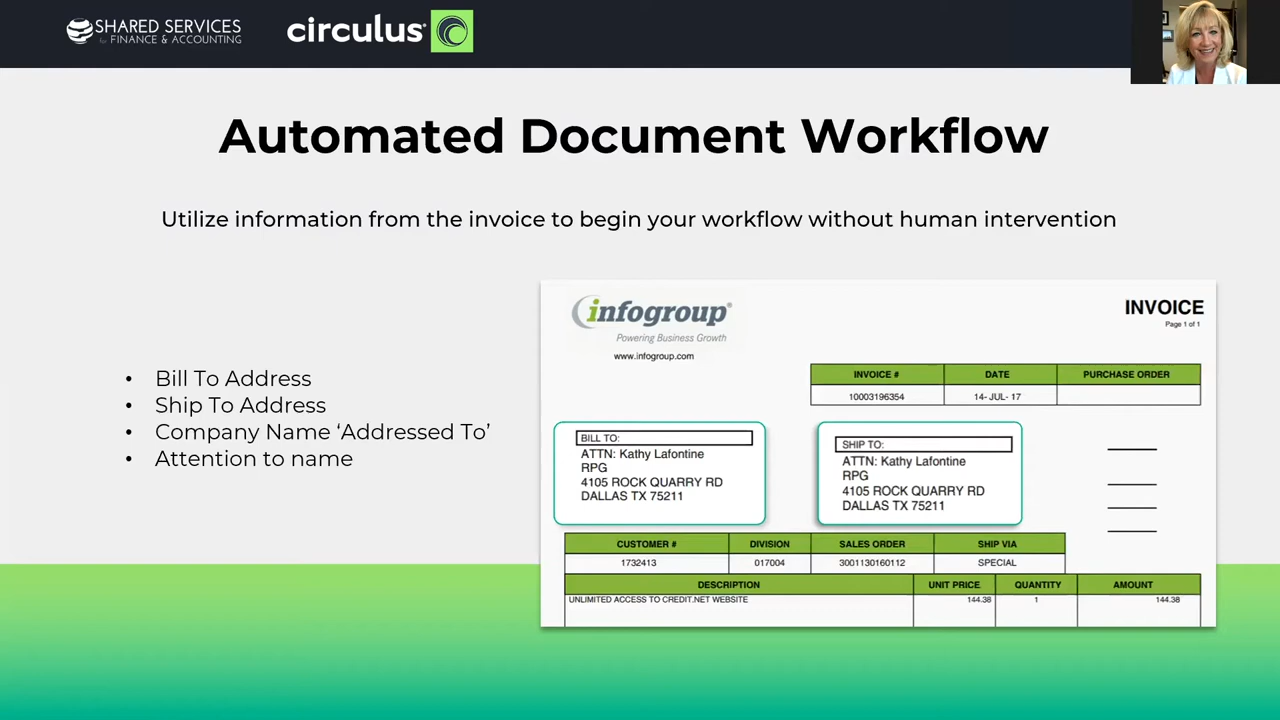 SHARED SERVICES
for FINANCE & ACCOUNTING
circulus
Automated Document Workflow
Utilize information from the invoice to begin your workflow without human intervention
• Bill To Address
• Ship To Address
• Company Name ‘Addressed To’
• Attention to name
infogroup®
Powering Business Growth
www.infogroup.com
INVOICE
Page 1 of 1
INVOICE # DATE PURCHASE ORDER
10003196354 14- JUL- 17
BILL TO:
ATTN: Kathy Lafontine
RPG
4105 ROCK QUARRY RD
DALLAS TX 75211
SHIP TO:
ATTN: Kathy Lafontine
RPG
4105 ROCK QUARRY RD
DALLAS TX 75211
CUSTOMER # DIVISION SALES ORDER SHIP VIA
1732413 017004 3001130160112 SPECIAL
DESCRIPTION UNIT PRICE QUANTITY AMOUNT
UNLIMITED ACCESS TO CREDIT.NET WEBSITE 144.38 1 144.38